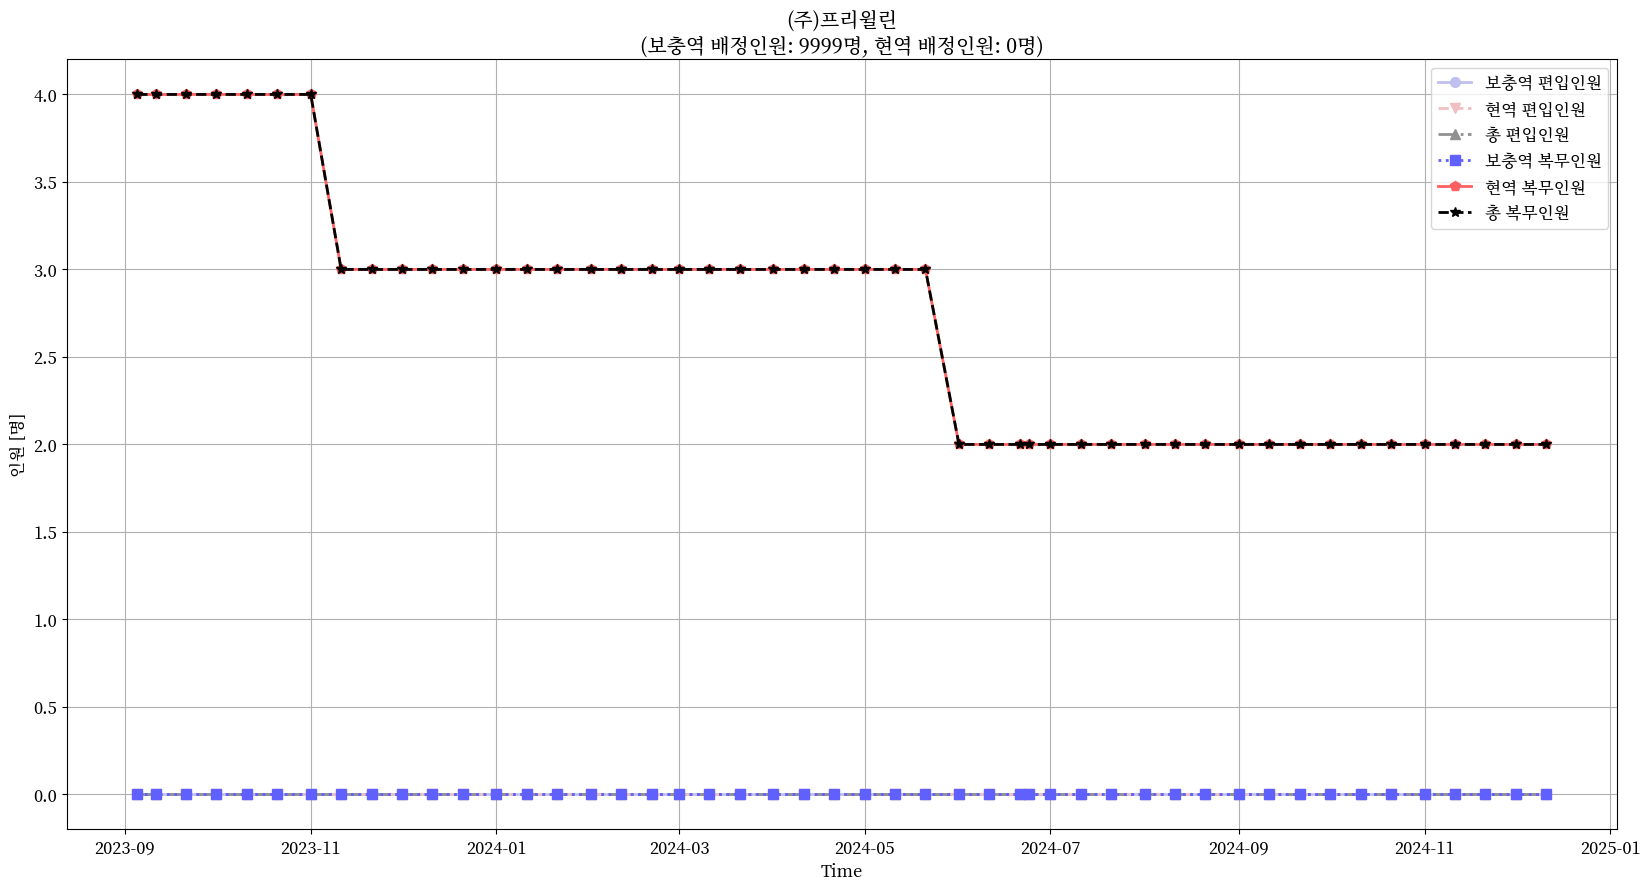 (주)프리윌린
(보충역 배정인원: 9999명, 현역 배정인원: 0명)
보충역 편입인원
현역 편입인원
총 편입인원
보충역 복무인원
현역 복무인원
총 복무인원
인원 [명]
4.0
3.5
3.0
2.5
2.0
1.5
1.0
0.5
0.0
2023-09 2023-11 2024-01 2024-03 2024-05 2024-07 2024-09 2024-11 2025-01
Time